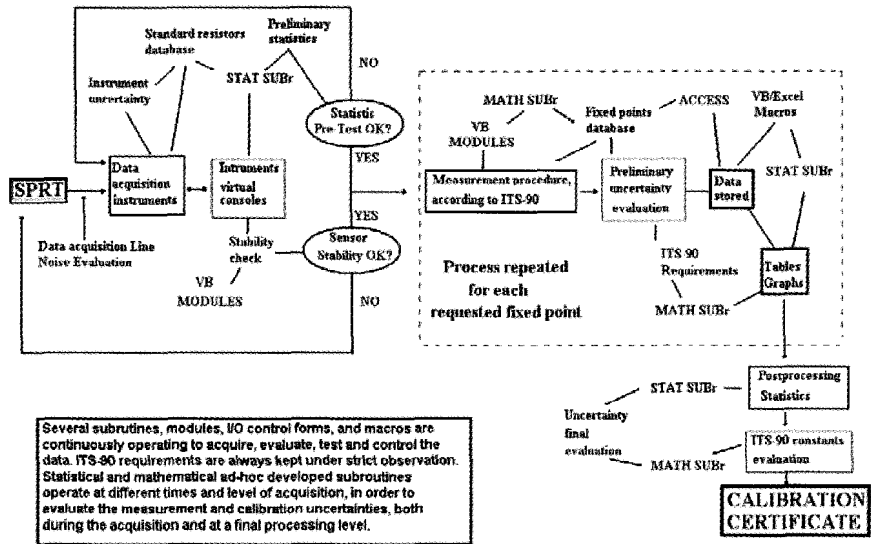 Standard resistors
database
Preliminary
statistics
NO
Instrument
uncertainty
STAT SUBr
Statistic
Pre-Test OK?
YES
SPRT
Data
acquisition
instruments
Intruments
virtual
consoles
YES
Data acquisition Line
Noise Evaluation
Stability
check
Sensor
Stability OK?
VB
MODULES
NO
MATH SUBr
VB
MODULES
Fixed points
database
ACCESS
VB/Excel
Macros
Measurement procedure,
according to ITS-90
Preliminary
uncertainty
evaluation
Data
stored
STAT SUBr
Process repeated
for each
requested fixed point
ITS-90
Requirements
MATH SUBr
Tables
Graphs
STAT SUBr
Postprocessing
Statistics
Uncertainty
final
evaluation
MATH SUBr
ITS-90 constants
evaluation
CALIBRATION
CERTIFICATE
Several subrutines, modules, I/O control forms, and macros are
continuously operating to acquire, evaluate, test and control the
data. ITS-90 requirements are always kept under strict observation.
Statistical and mathematical ad-hoc developed subroutines
operate at different times and level of acquisition, in order to
evaluate the measurement and calibration uncertainties, both
during the acquisition and at a final processing level.